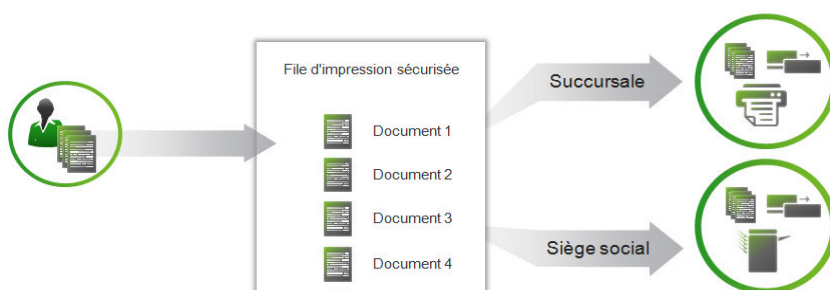 File d'impression sécurisée
Document 1
Document 2
Document 3
Document 4
Succursale
Siège social